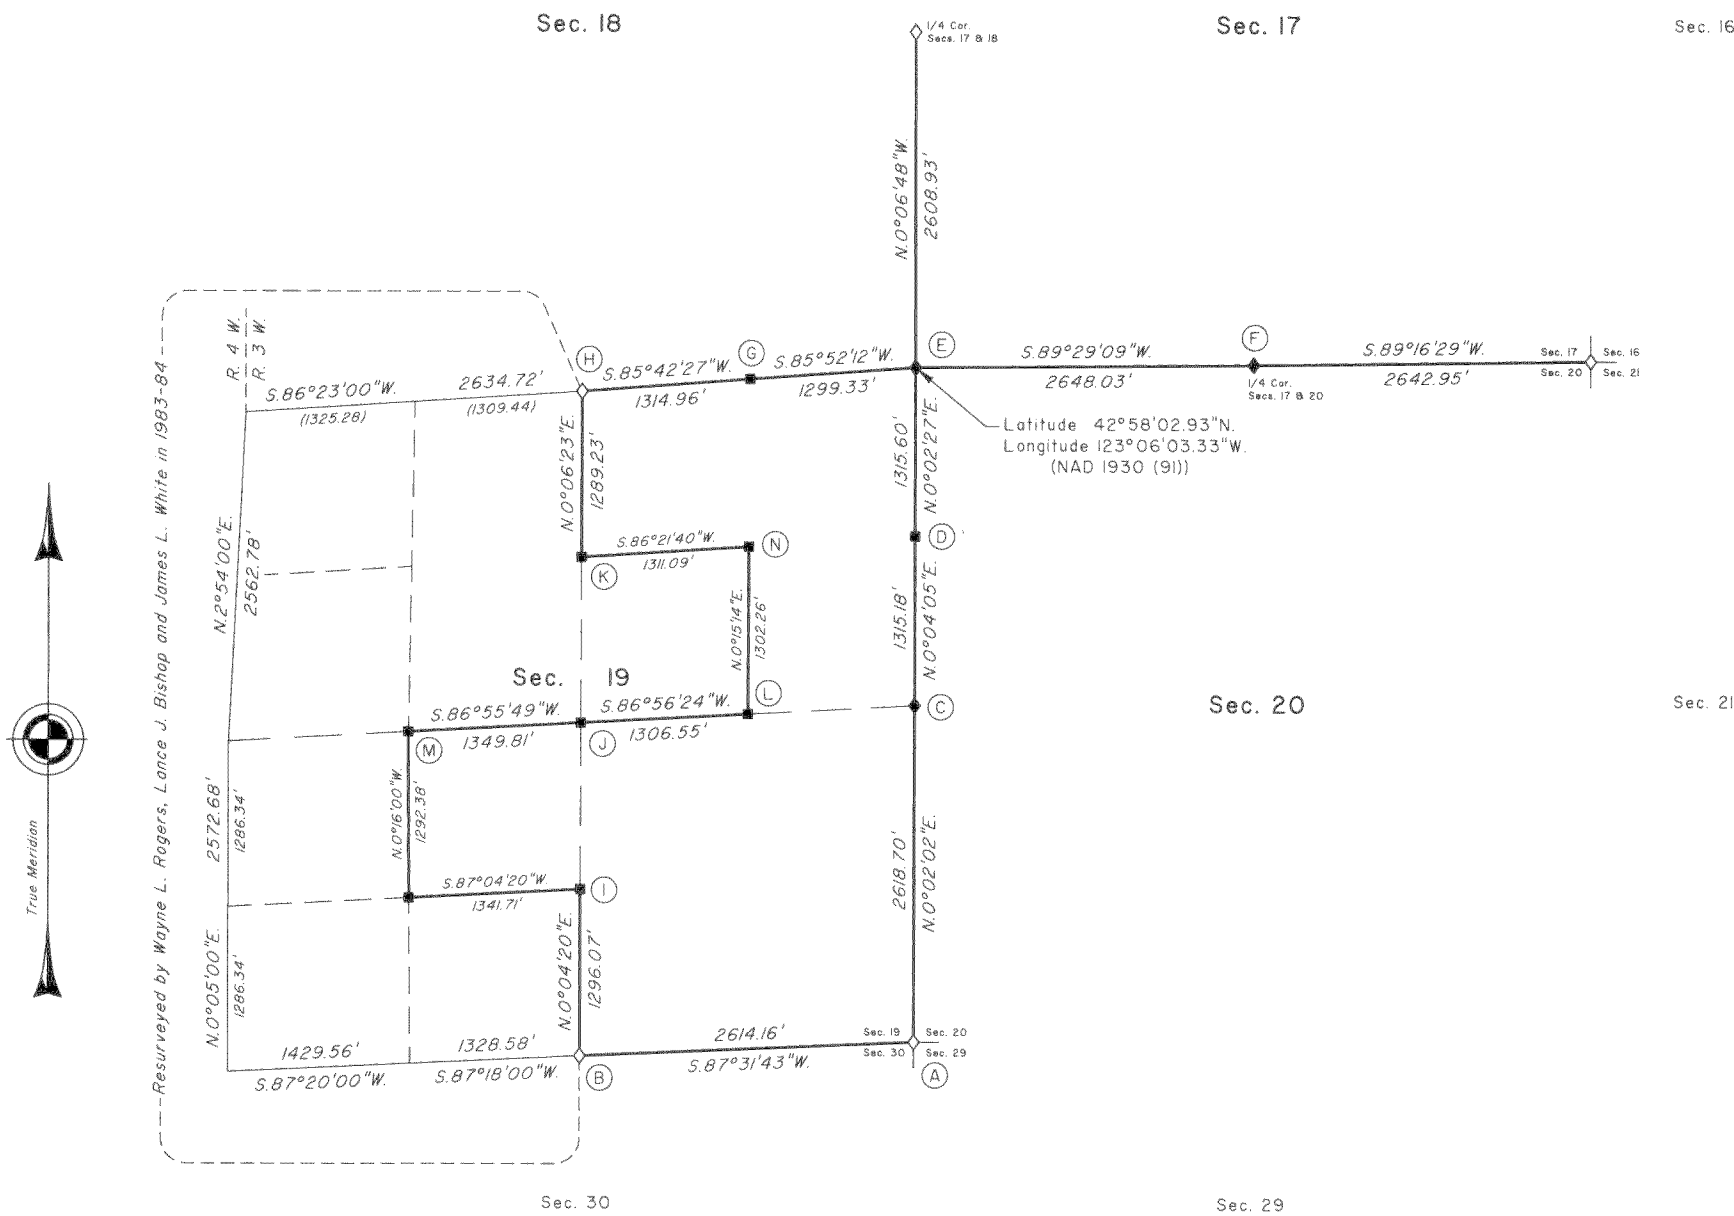 Sec. 18
Sec. 17
Sec. 16
1/4 Cor.
Secs. 17 & 18
N.0°06'48"W.
2608.93'
R. 4 W.
R. 3 W.
H
G
E
F
S.86°23'00"W.
2634.72'
(1325.28)
(1309.44)
S.85°42'27"W.
1314.96'
S.85°52'12"W.
1299.33'
S.89°29'09"W.
2648.03'
S.89°16'29"W.
2642.95'
1/4 Cor.
Secs. 17 & 20
Sec. 17
Sec. 16
Sec. 20
Sec. 21
Latitude 42°58'02.93"N.
Longitude 123°06'03.33"W.
(NAD 1930 (91))
N.0°06'23"E.
1289.23'
1315.60'
N.0°02'27"E.
D
N.2°54'00"E.
2562.78'
S.86°21'40"W.
1311.09'
N
K
N.0°15'14"E.
1302.26'
1315.18'
N.0°04'05"E.
Sec. 19
L
C
Sec. 20
Sec. 21
S.86°55'49"W.
1349.81'
S.86°56'24"W.
1306.55'
M
J
Resurveyed by Wayne L. Rogers, Lance J. Bishop and James L. White in 1983-84
True Meridian
2572.68'
1286.34'
N.0°16'00"W.
1292.38'
2618.70'
N.0°02'02"E.
S.87°04'20"W.
1341.71'
I
N.0°05'00"E.
1286.34'
N.0°04'20"E.
1296.07'
1429.56'
S.87°20'00"W.
1328.58'
S.87°18'00"W.
B
2614.16'
S.87°31'43"W.
Sec. 19
Sec. 20
Sec. 30
Sec. 29
A
Sec. 30
Sec. 29